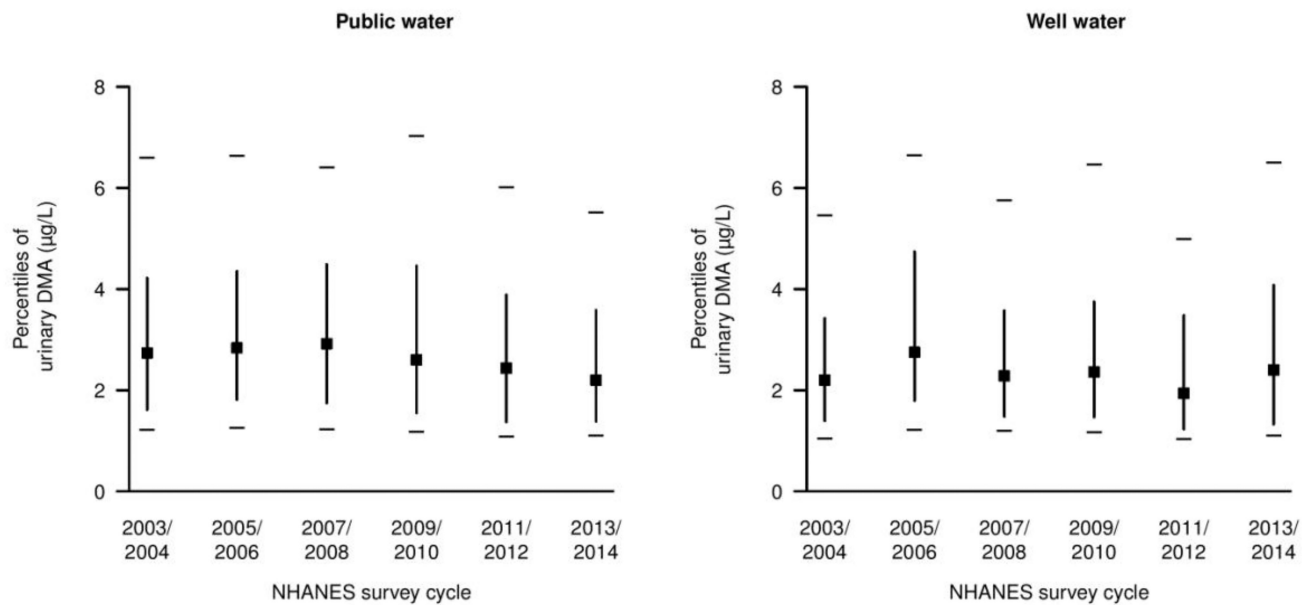 Public water
Percentiles of
urinary DMA (µg/L)
8
6
4
2
0
2003/ 2005/ 2007/ 2009/ 2011/ 2013/
2004 2006 2008 2010 2012 2014
NHANES survey cycle
Well water
Percentiles of
urinary DMA (µg/L)
8
6
4
2
0
2003/ 2005/ 2007/ 2009/ 2011/ 2013/
2004 2006 2008 2010 2012 2014
NHANES survey cycle